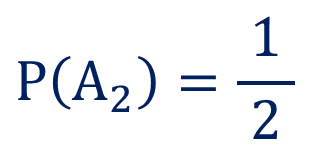 P(A₂) = 1/2